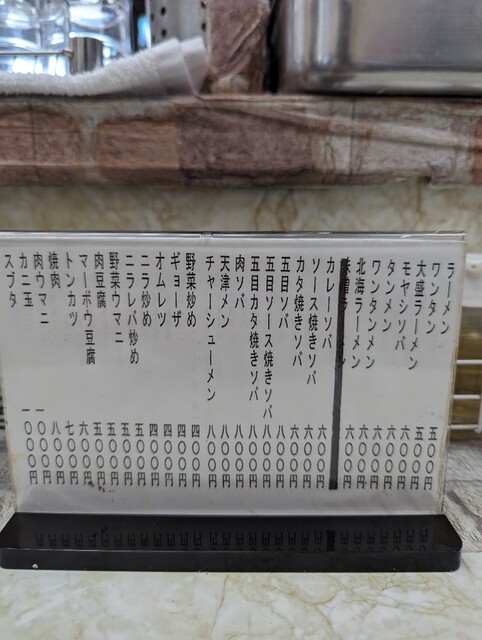 ラーメン 五〇〇円
ワンタン 五〇〇円
大盛ラーメン 六〇〇円
モヤシソバ 六〇〇円
タンメン 六〇〇円
ワンタンメン 六〇〇円
北海ラーメン 六〇〇円
味噌ラーメン
カレーソバ 六〇〇円
ソース焼きソバ 六〇〇円
カタ焼きソバ 六〇〇円
五目ソバ 八〇〇円
五目ソース焼きソバ 八〇〇円
五目カタ焼きソバ 八〇〇円
肉ソバ 八〇〇円
天津メン 八〇〇円
チャーシューメン 八〇〇円
野菜炒め 四〇〇円
ギョーザ 四〇〇円
オムレツ 四〇〇円
ニラ炒め 四〇〇円
ニラレバ炒め 五〇〇円
野菜ウマニ 五〇〇円
肉豆腐 五〇〇円
マーボウ豆腐 五〇〇円
トンカツ 六〇〇円
焼肉 七〇〇円
肉ウマニ 八〇〇円
カニ玉 一〇〇〇円
スブタ 一〇〇〇円